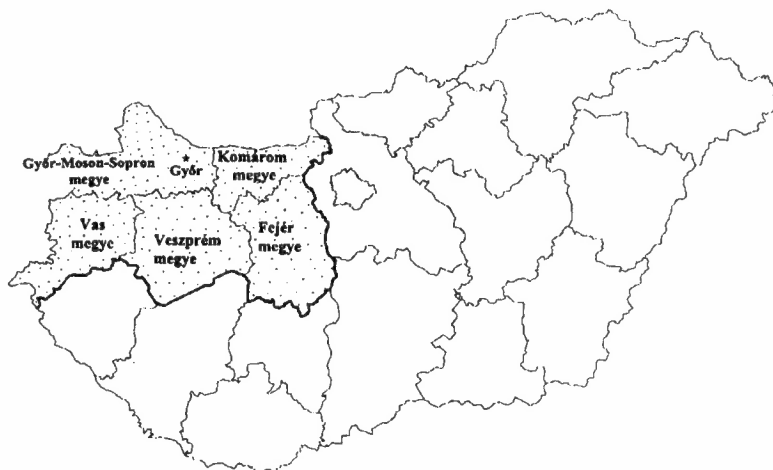 Győr-Moson-Sopron
megye
Győr
Komárom
megye
Vas
megye
Veszprém
megye
Fejér
megye